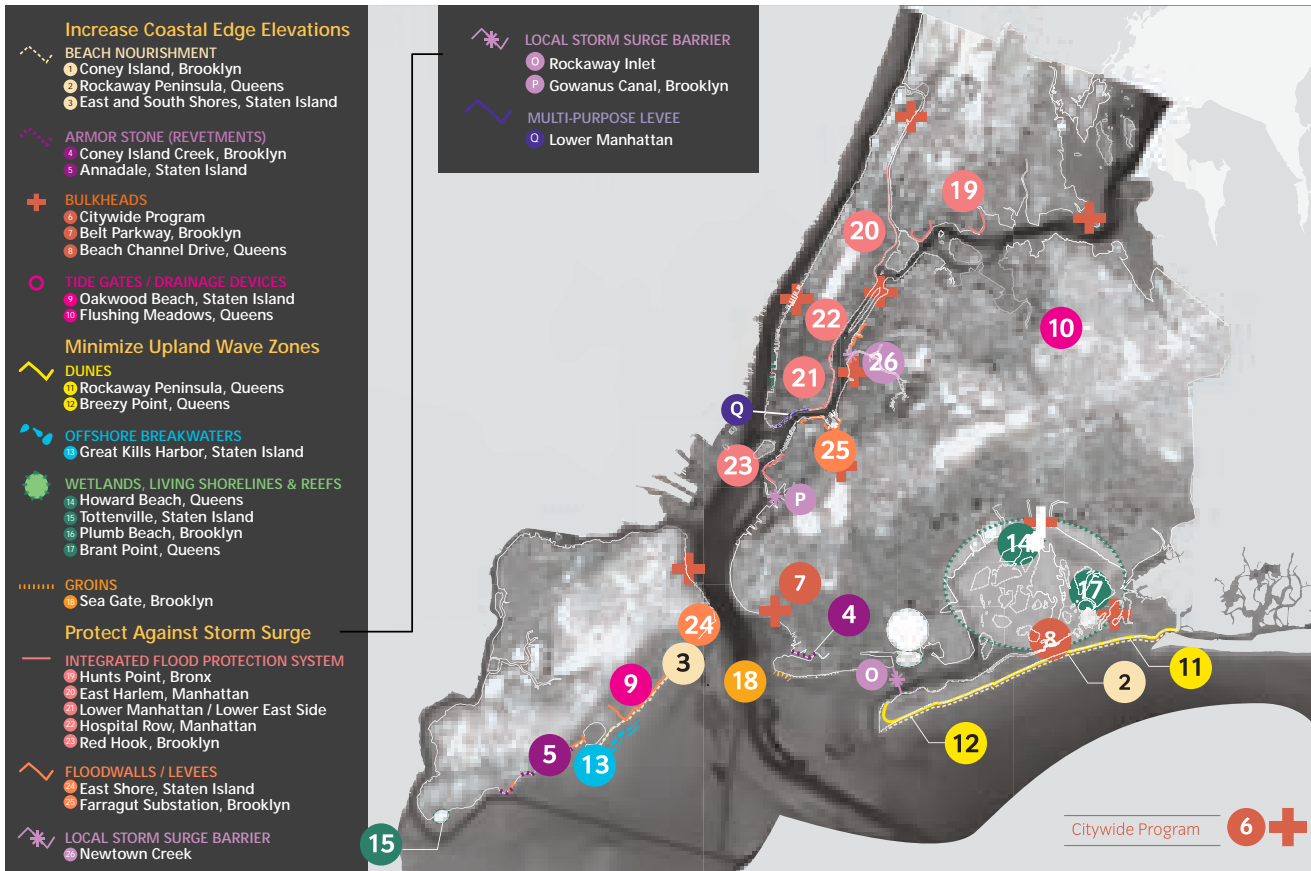 Increase Coastal Edge Elevations
BEACH NOURISHMENT
1 Coney Island, Brooklyn
2 Rockaway Peninsula, Queens
3 East and South Shores, Staten Island
ARMOR STONE (REVETMENTS)
4 Coney Island Creek, Brooklyn
5 Annadale, Staten Island
BULKHEADS
6 Citywide Program
7 Belt Parkway, Brooklyn
8 Beach Channel Drive, Queens
TIDE GATES / DRAINAGE DEVICES
9 Oakwood Beach, Staten Island
10 Flushing Meadows, Queens
Minimize Upland Wave Zones
DUNES
11 Rockaway Peninsula, Queens
12 Breezy Point, Queens
OFFSHORE BREAKWATERS
13 Great Kills Harbor, Staten Island
WETLANDS, LIVING SHORELINES & REEFS
14 Howard Beach, Queens
15 Tottenville, Staten Island
16 Plumb Beach, Brooklyn
17 Brant Point, Queens
GROINS
18 Sea Gate, Brooklyn
Protect Against Storm Surge
INTEGRATED FLOOD PROTECTION SYSTEM
19 Hunts Point, Bronx
20 East Harlem, Manhattan
21 Lower Manhattan / Lower East Side
22 Hospital Row, Manhattan
23 Red Hook, Brooklyn
FLOODWALLS / LEVEES
24 East Shore, Staten Island
25 Farragut Substation, Brooklyn
LOCAL STORM SURGE BARRIER
26 Newtown Creek
LOCAL STORM SURGE BARRIER
O Rockaway Inlet
P Gowanus Canal, Brooklyn
MULTI-PURPOSE LEVEE
Q Lower Manhattan
19
20
22
10
26
21
Q
25
23
P
14
7
17
4
24
8
3
11
O
9
18
2
12
5
13
15
Citywide Program 6